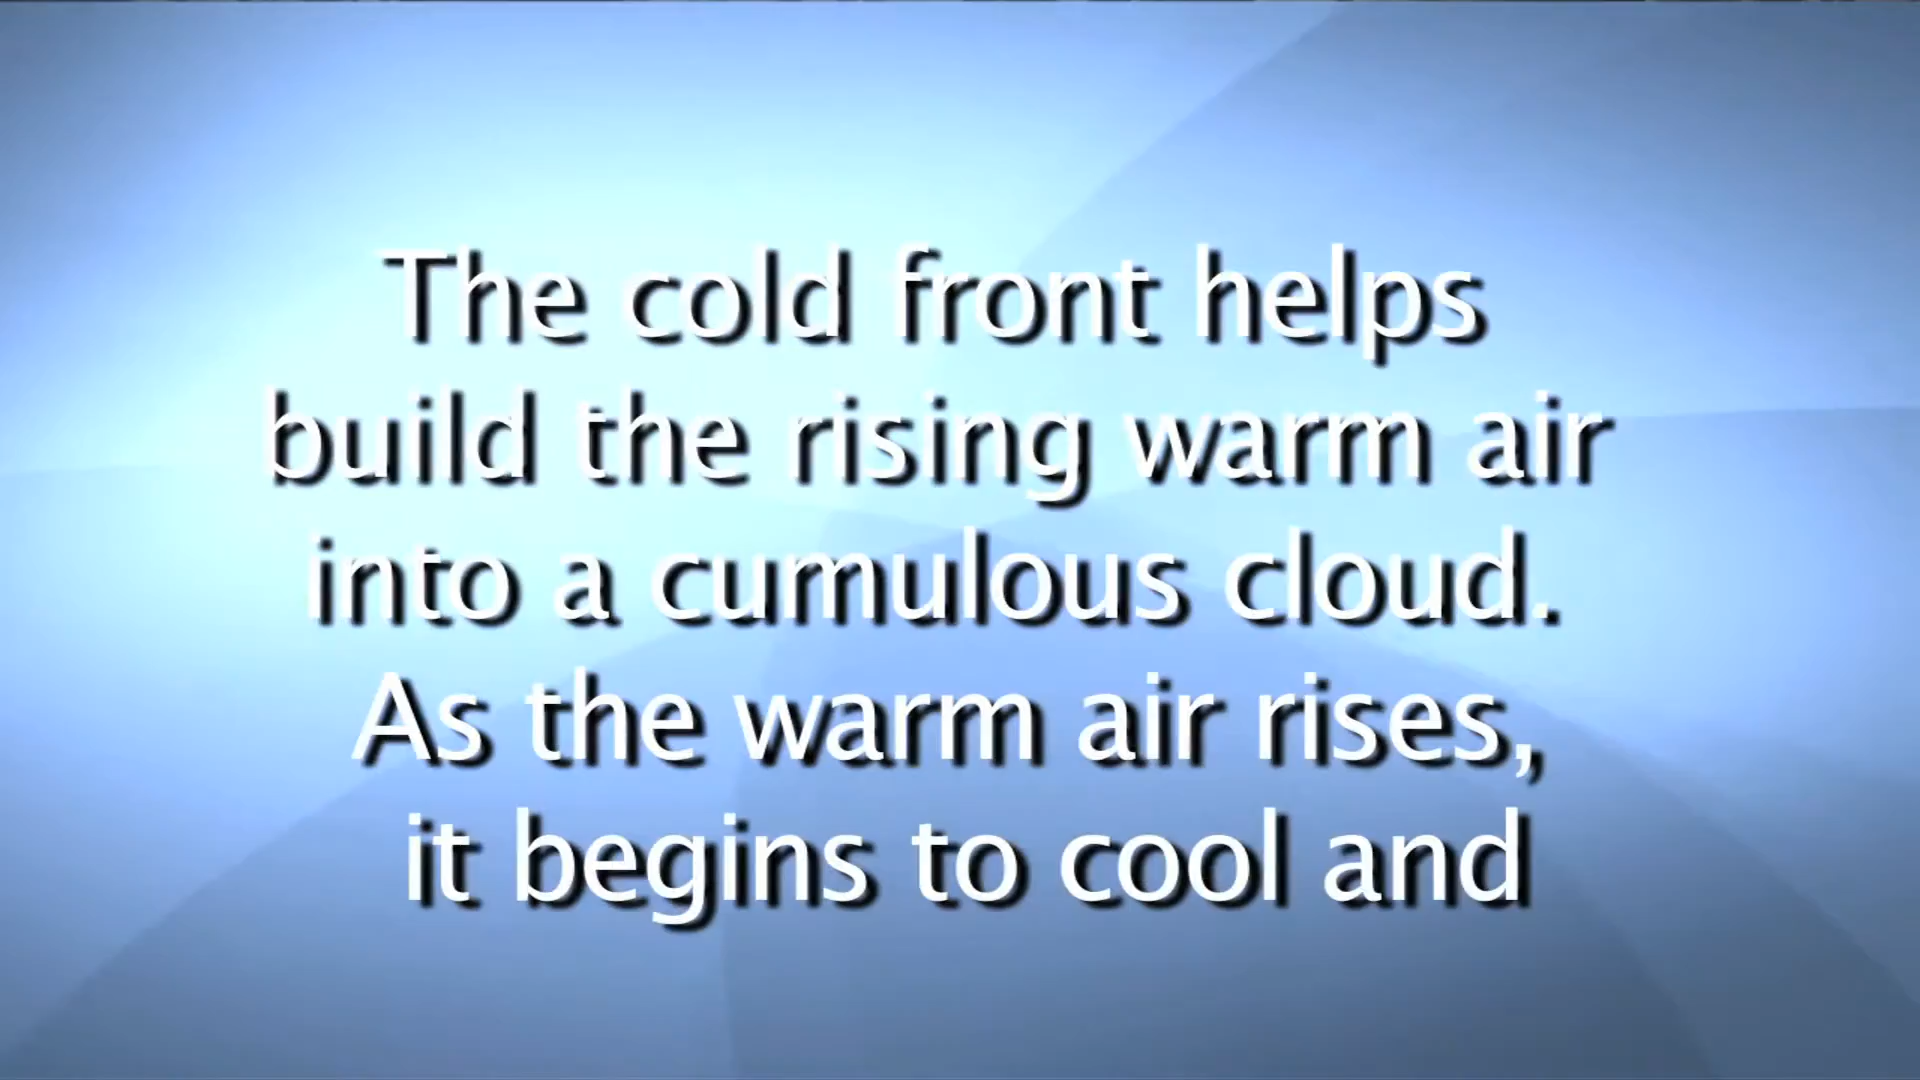 The cold front helps
build the rising warm air
into a cumulous cloud.
As the warm air rises,
it begins to cool and